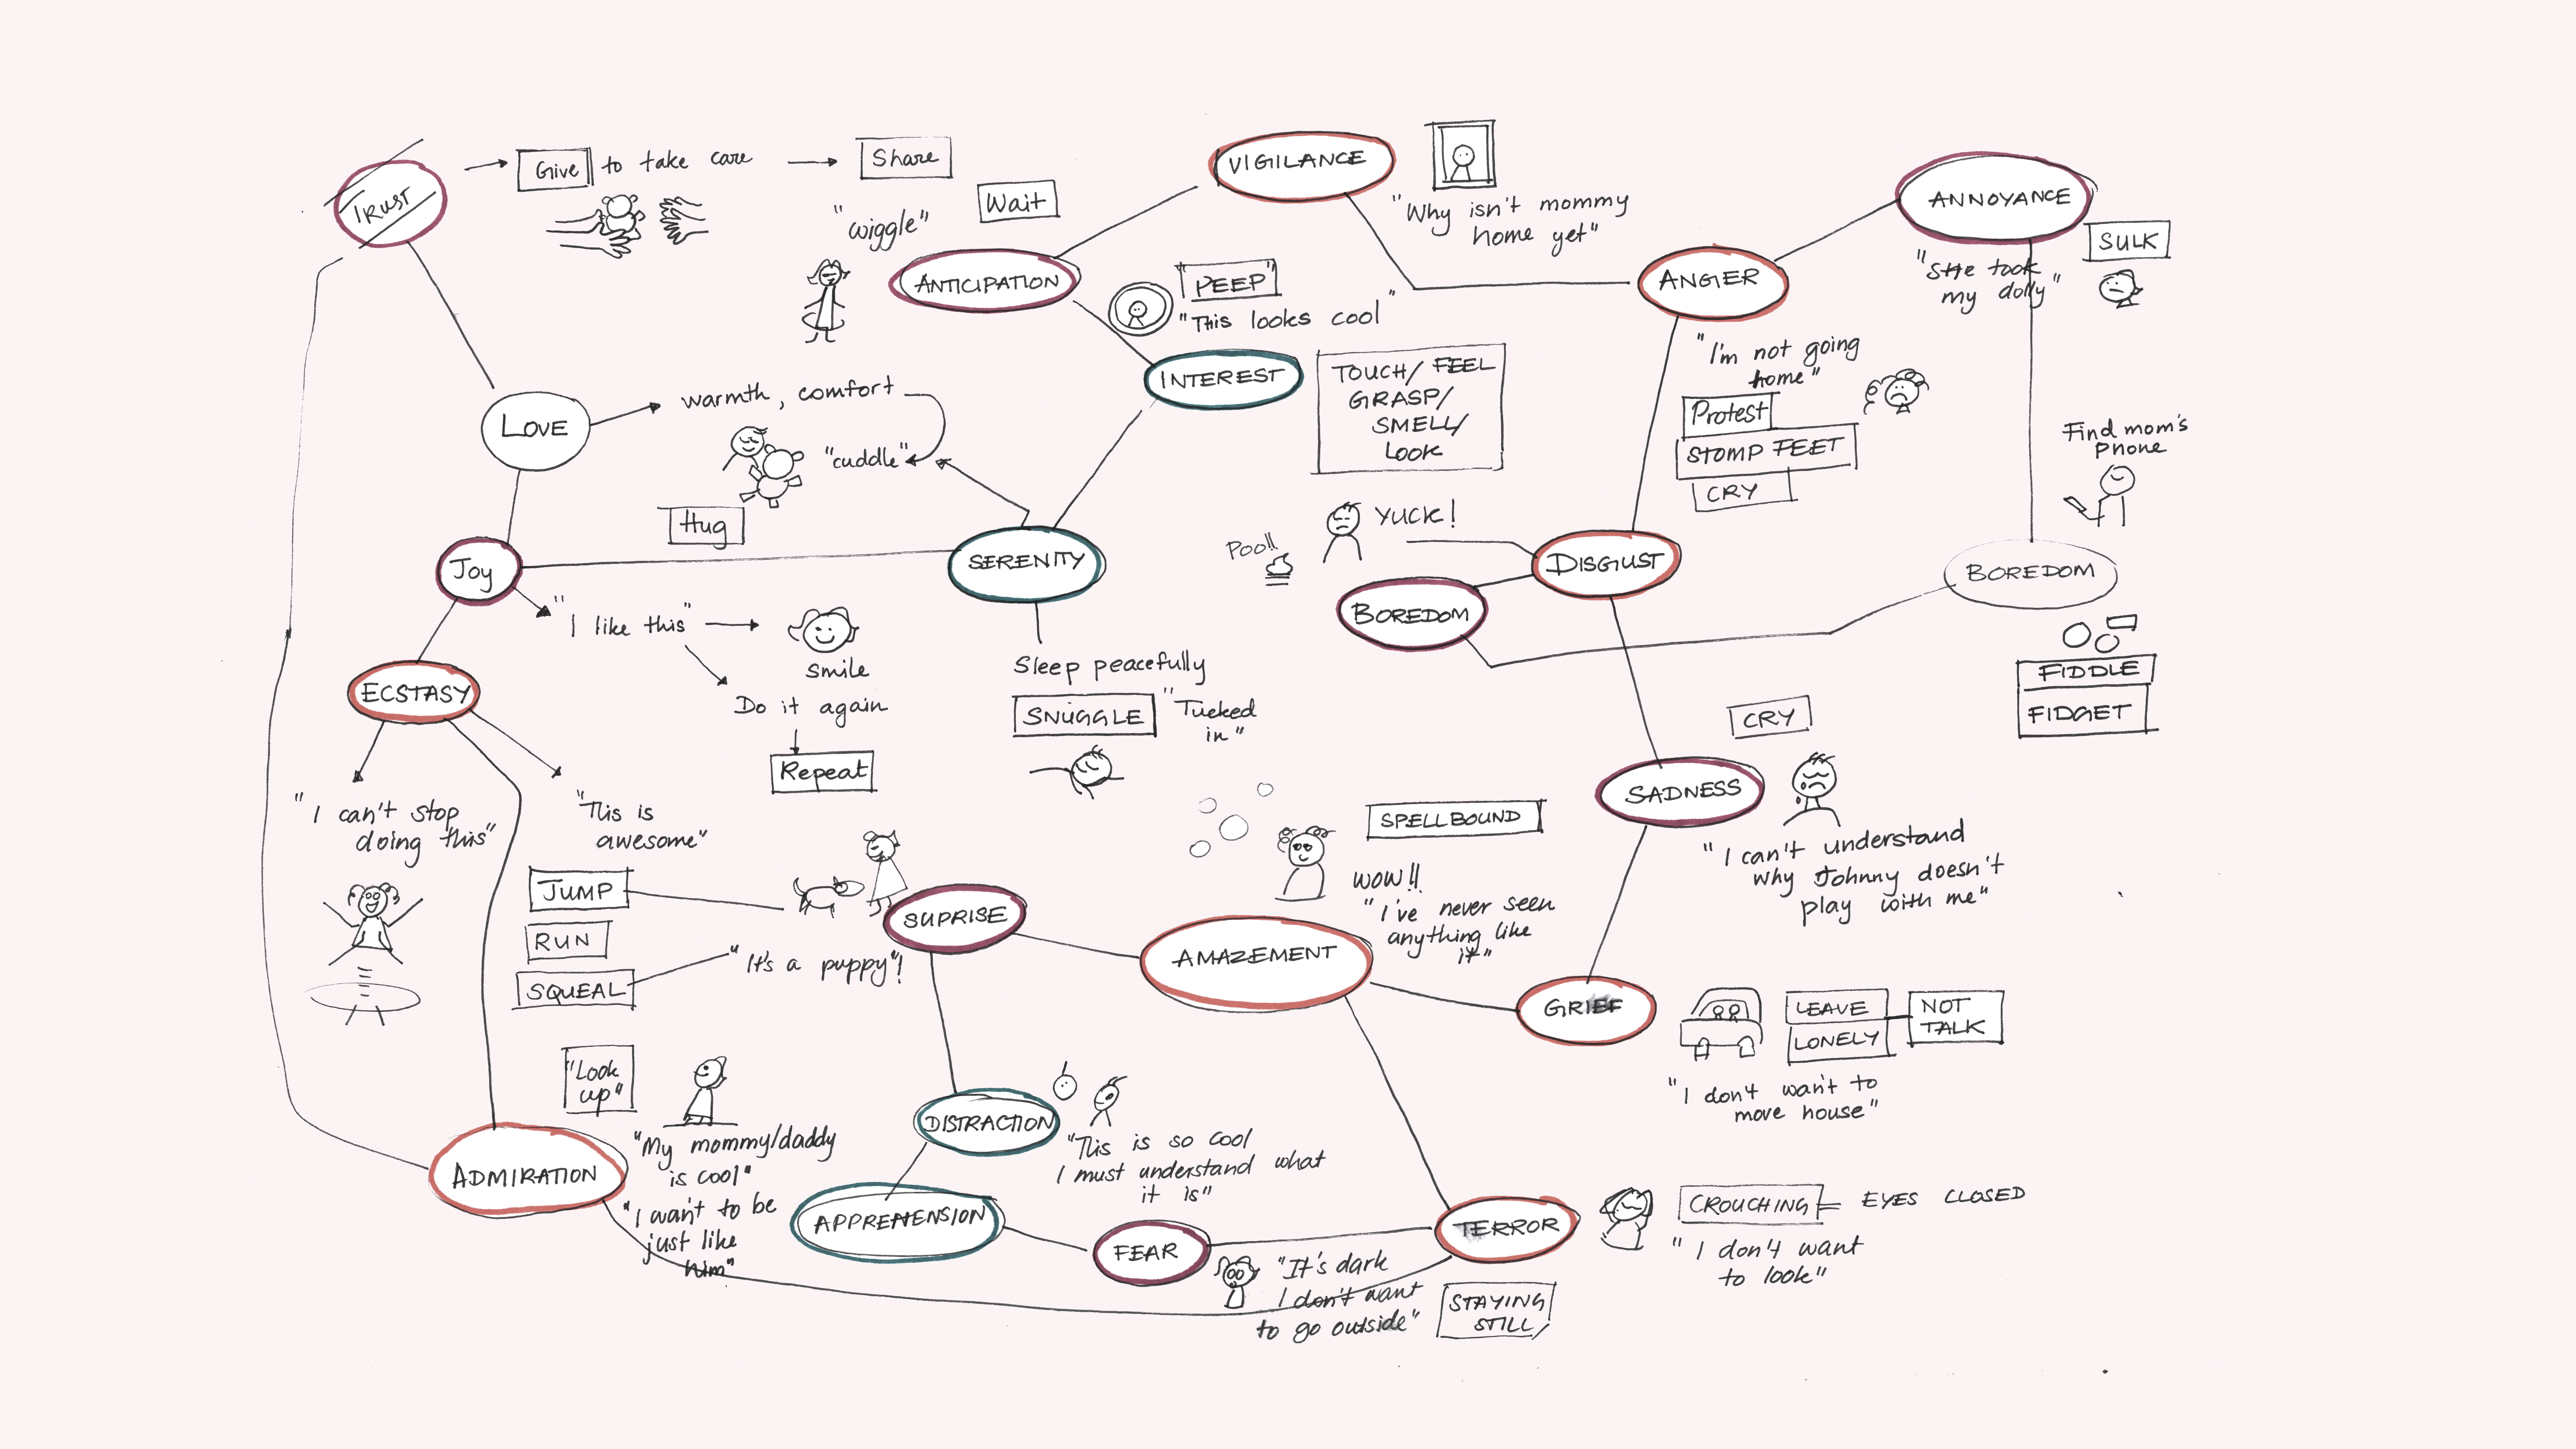 TRUST
Give to take care
Share
"wiggle"
Wait
ANTICIPATION
VIGILANCE
"Why isn't mommy
home yet"
"PEEP"
"This looks cool"
INTEREST
TOUCH/ FEEL
GRASP/
SMELL/
LOOK
ANGER
"I'm not going
home"
Protest
STOMP FEET
CRY
ANNOYANCE
SULK
"SHe took
my dolly"
Find mom's
phone
BOREDOM
FIDDLE
FIDGET
LOVE
warmth, comfort
"cuddle"
Hug
JOY
SERENITY
"I like this"
smile
Do it again
Repeat
Sleep peacefully
SNUGGLE
"Tucked
in"
YUCK!
Poo!!
DISGUST
BOREDOM
ECSTASY
"I can't stop
doing this"
"This is
awesome"
JUMP
RUN
SQUEAL
SUPRISE
"It's a puppy"!
SPELLBOUND
WOW!!
"I've never seen
anything like
it"
AMAZEMENT
CRY
SADNESS
"I can't understand
why Johnny doesn't
play with me"
GRIEF
LEAVE
LONELY
NOT
TALK
"I don't wan't to
move house"
"Look
up"
ADMIRATION
"My mommy/daddy
is cool"
"I wan't to be
just like
him"
DISTRACTION
"This is so cool
I must understand what
it is"
APPREHENSION
FEAR
"It's dark
I don't want
to go outside"
TERROR
STAYING
STILL
CROUCHING EYES CLOSED
"I don't want
to look"